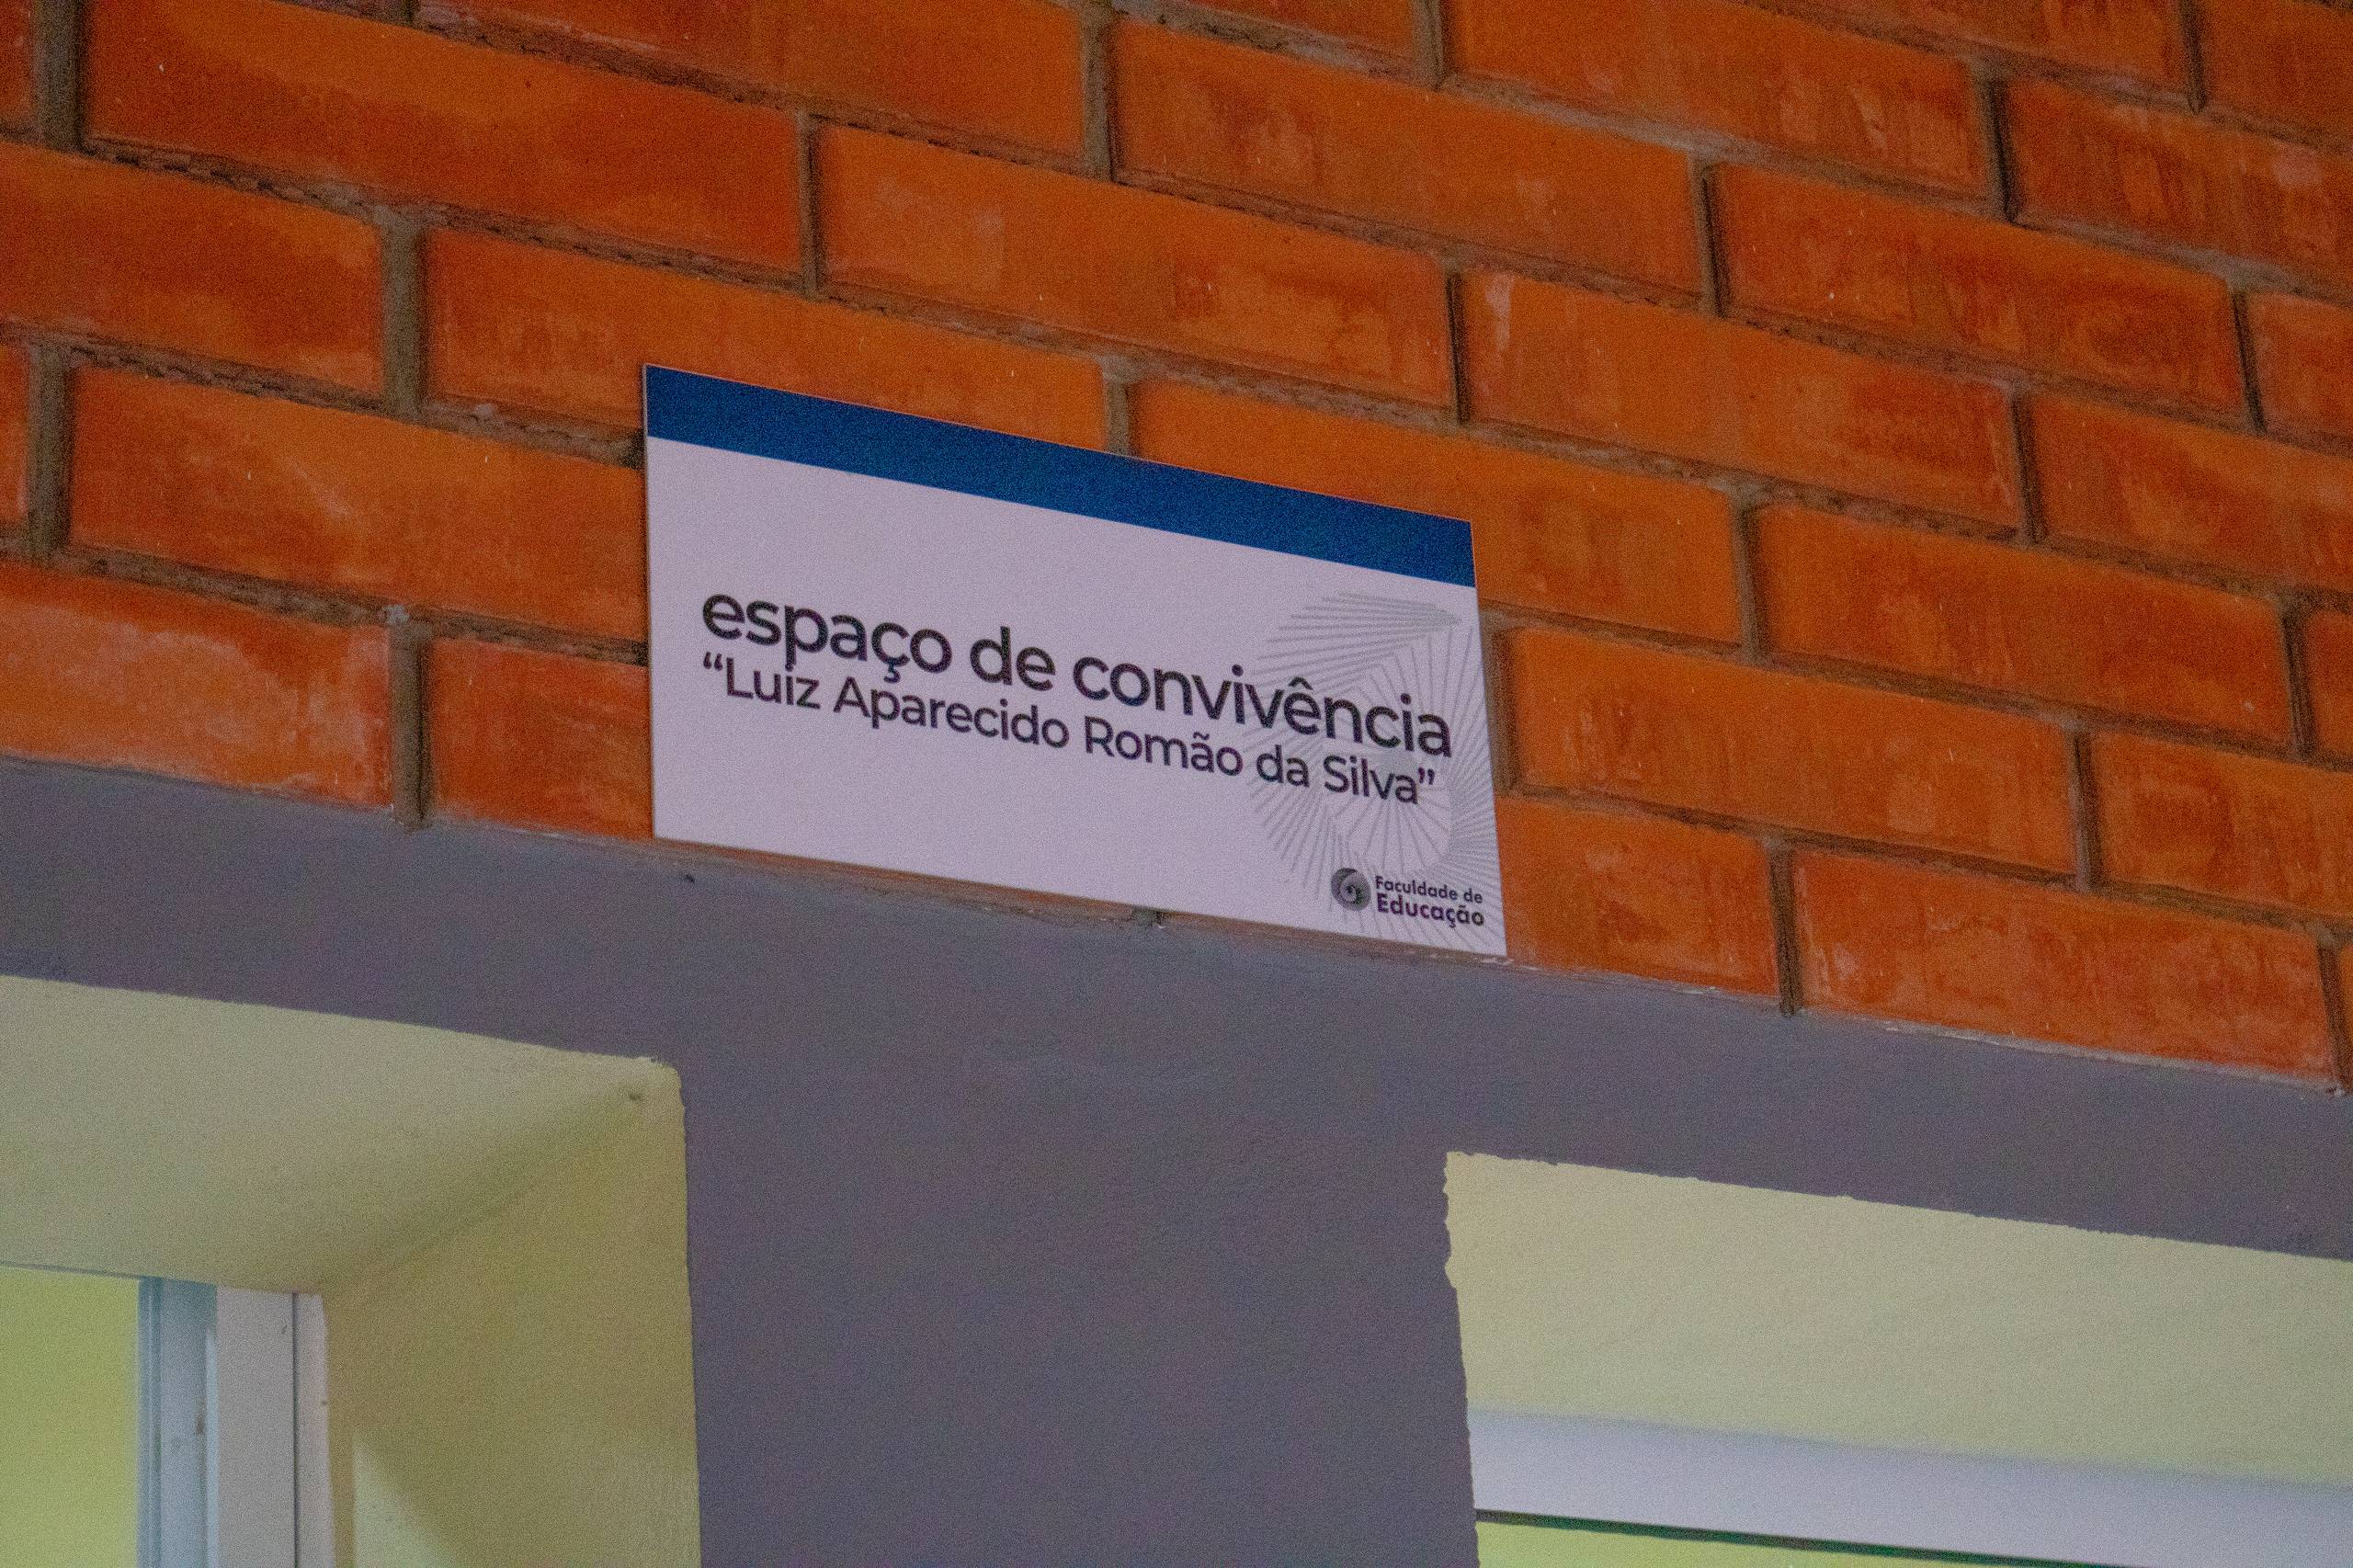 espaço de convivência
“Luiz Aparecido Romão da Silva”
Faculdade de
Educação